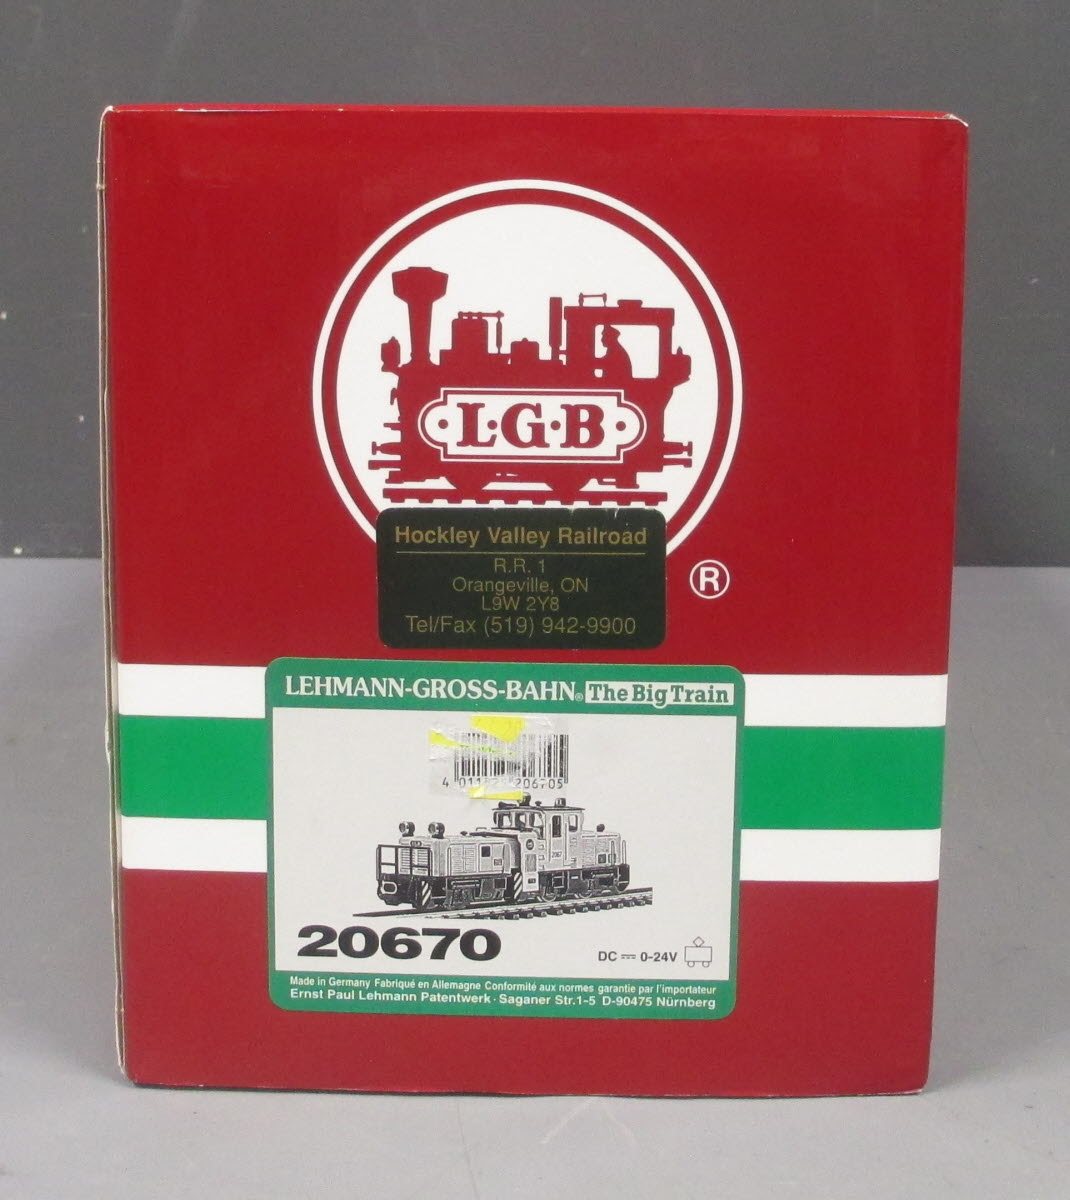 L·G·B
Hockley Valley Railroad
R.R. 1
Orangeville, ON
L9W 2Y8
Tel/Fax (519) 942-9900
®
LEHMANN-GROSS-BAHN® The Big Train
206705
2067
20670
DC 0-24V
Made in Germany Fabriqué en Allemagne Conformité aux normes garantie par l'importateur
Ernst Paul Lehmann Patentwerk · Saganer Str.1-5 D-90475 Nürnberg